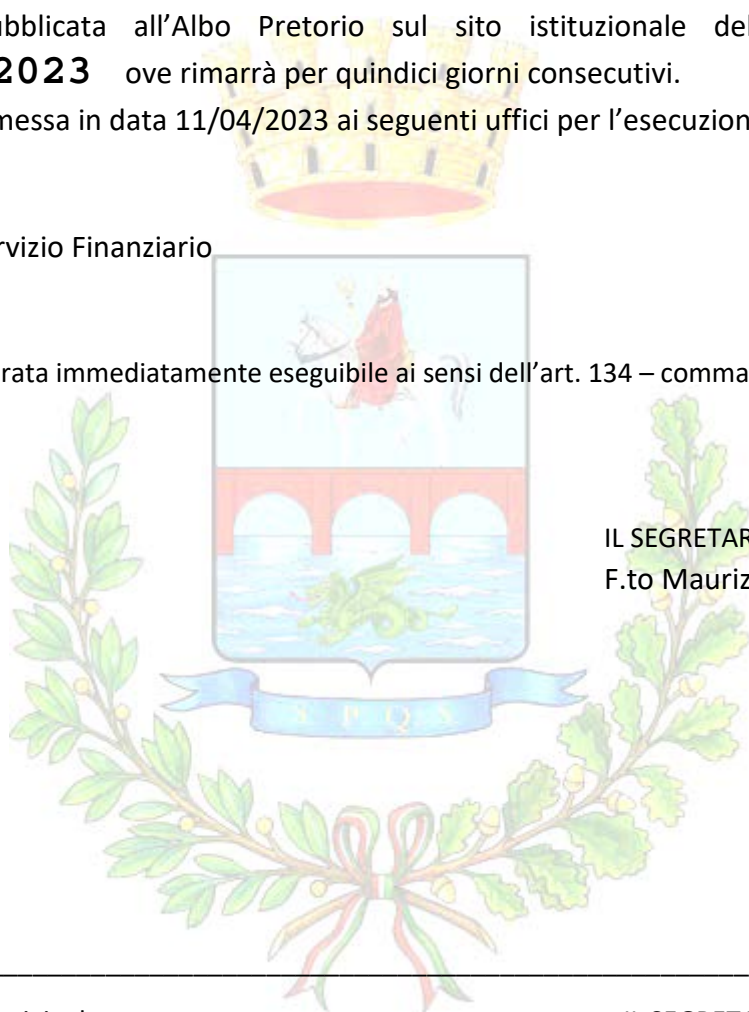 bblicata all’Albo Pretorio sul sito istituzionale del
2023 ove rimarrà per quindici giorni consecutivi.
messa in data 11/04/2023 ai seguenti uffici per l’esecuzion
rvizio Finanziario
rata immediatamente eseguibile ai sensi dell’art. 134 – comma
IL SEGRETAR
F.to Mauriz
S P Q S